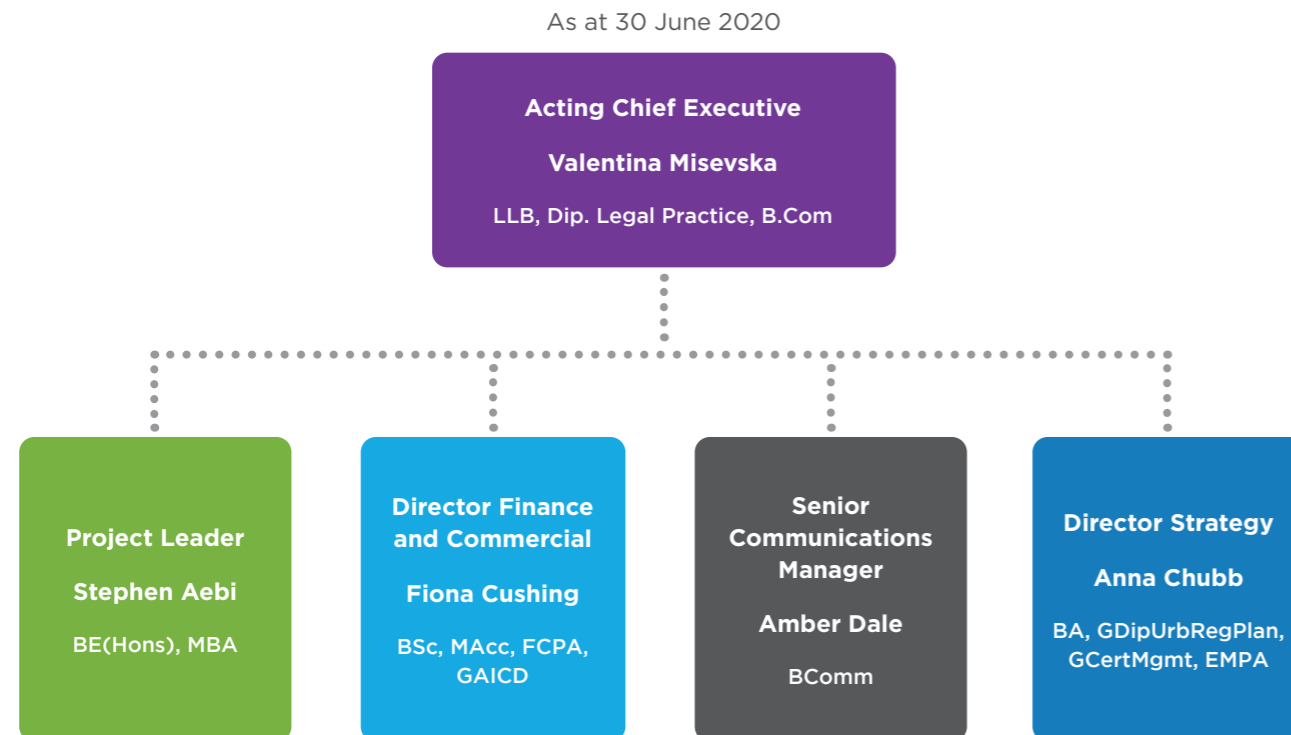 As at 30 June 2020
Acting Chief Executive
Valentina Misevska
LLB, Dip. Legal Practice, B.Com
Project Leader
Stephen Aebi
BE(Hons), MBA
Director Finance
and Commercial
Fiona Cushing
BSc, MAcc, FCPA,
GAICD
Senior
Communications
Manager
Amber Dale
BComm
Director Strategy
Anna Chubb
BA, GDipUrbRegPlan,
GCertMgmt, EMPA